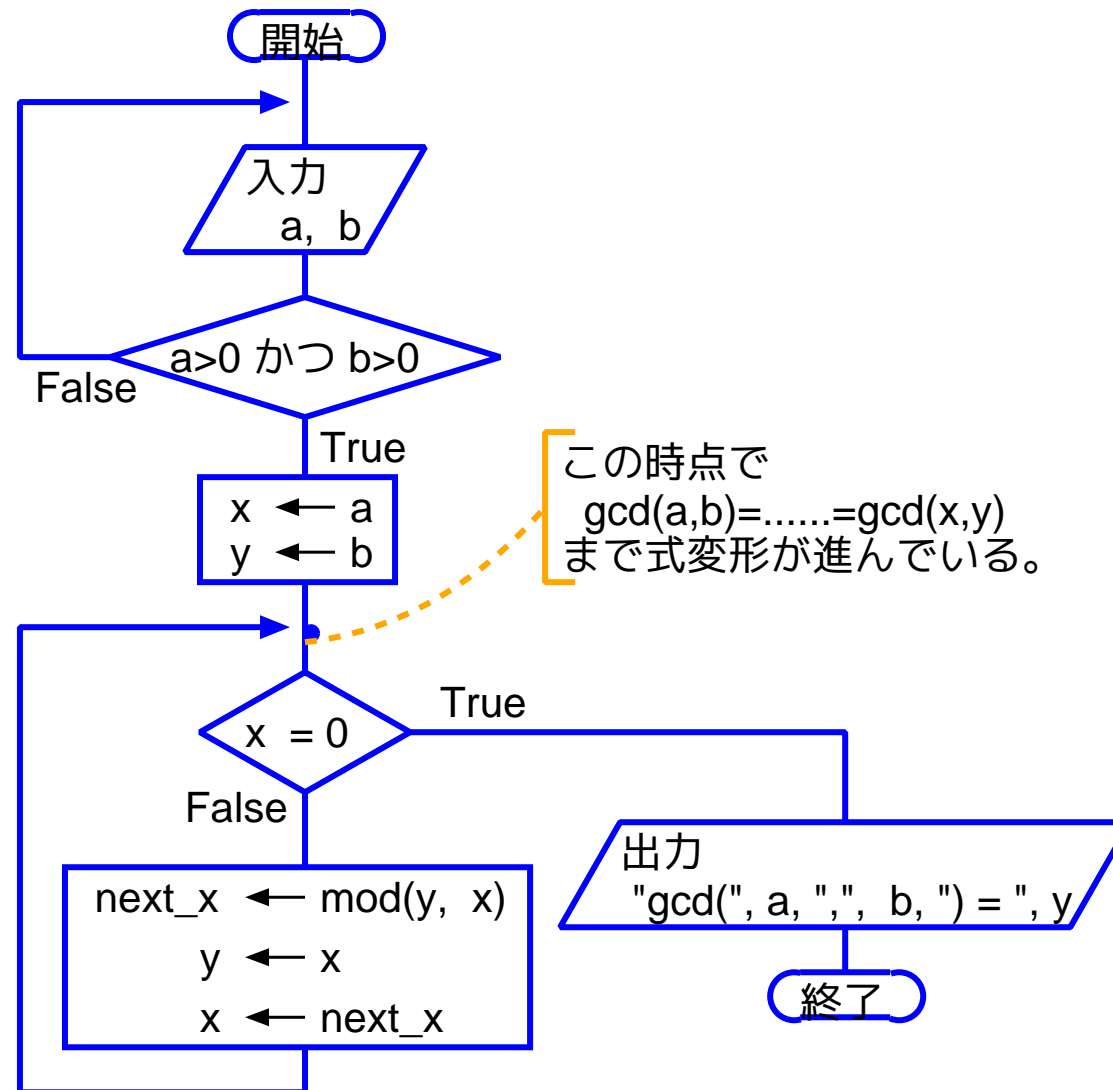 開始
入力
a, b
a>0 かつ b>0
False
True
x ← a
y ← b
この時点で
gcd(a,b)=......=gcd(x,y)
まで式変形が進んでいる。
x = 0
True
False
next_x ← mod(y, x)
y ← x
x ← next_x
出力
"gcd(", a, ",", b, ") = ", y
終了